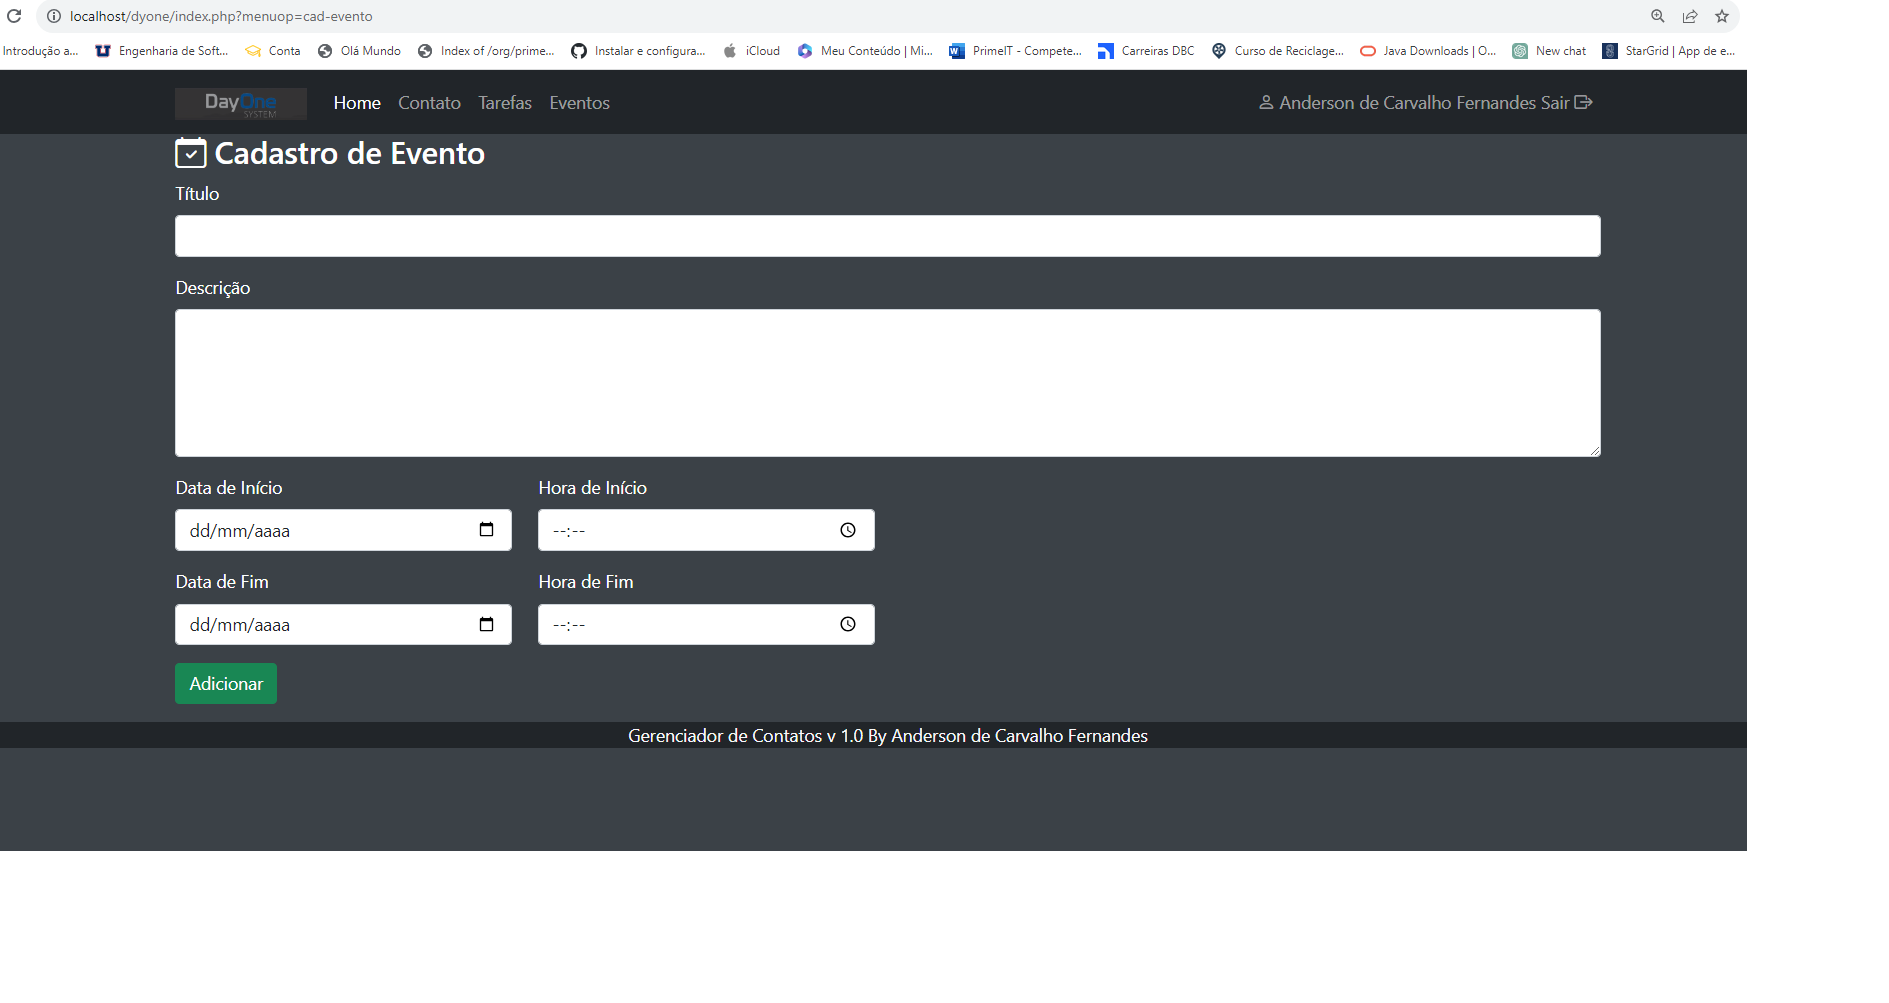 localhost/dyone/index.php?menuop=cad-evento
Introdução a... Engenharia de Soft... Conta Olá Mundo Index of /org/prime... Instalar e configura... iCloud Meu Conteúdo | Mi... PrimeIT - Compete... Carreiras DBC Curso de Reciclage... Java Downloads | O... New chat StarGrid | App de e...
DayOne
SYSTEM
Home Contato Tarefas Eventos Anderson de Carvalho Fernandes Sair
Cadastro de Evento
Título
Descrição
Data de Início Hora de Início
dd/mm/aaaa --:--
Data de Fim Hora de Fim
dd/mm/aaaa --:--
Adicionar
Gerenciador de Contatos v 1.0 By Anderson de Carvalho Fernandes